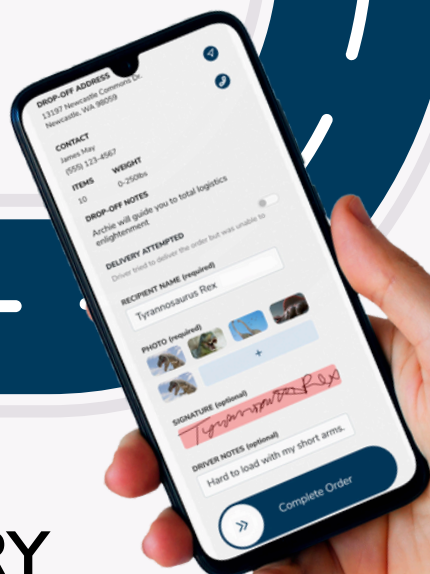 DROP-OFF ADDRESS
13197 Newcastle Commons Dr.
Newcastle, WA 98059
CONTACT
James May
(555) 123-4567
ITEMS WEIGHT
10 0-250lbs
DROP-OFF NOTES
Archie will guide you to total logistics
enlightenment
DELIVERY ATTEMPTED
Driver tried to deliver the order but was unable to
RECIPIENT NAME (required)
Tyrannosaurus Rex
PHOTO (required)
+
SIGNATURE (optional)
Tyrannosaurus Rex
DRIVER NOTES (optional)
Hard to load with my short arms.
Complete Order
RY